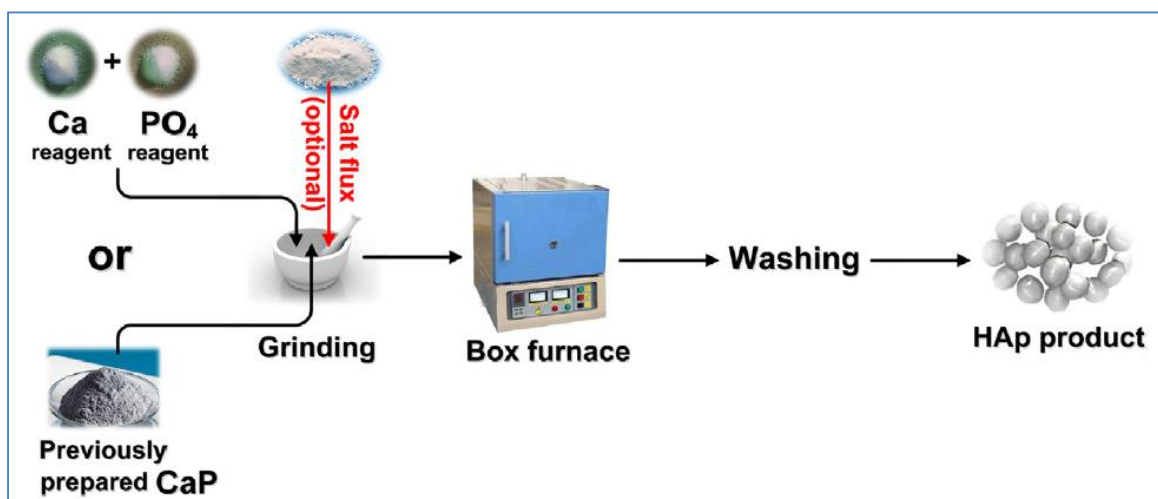 Ca
reagent
+
PO₄
reagent
Salt flux
(optional)
or
Grinding
Box furnace
Washing
HAp product
Previously
prepared CaP